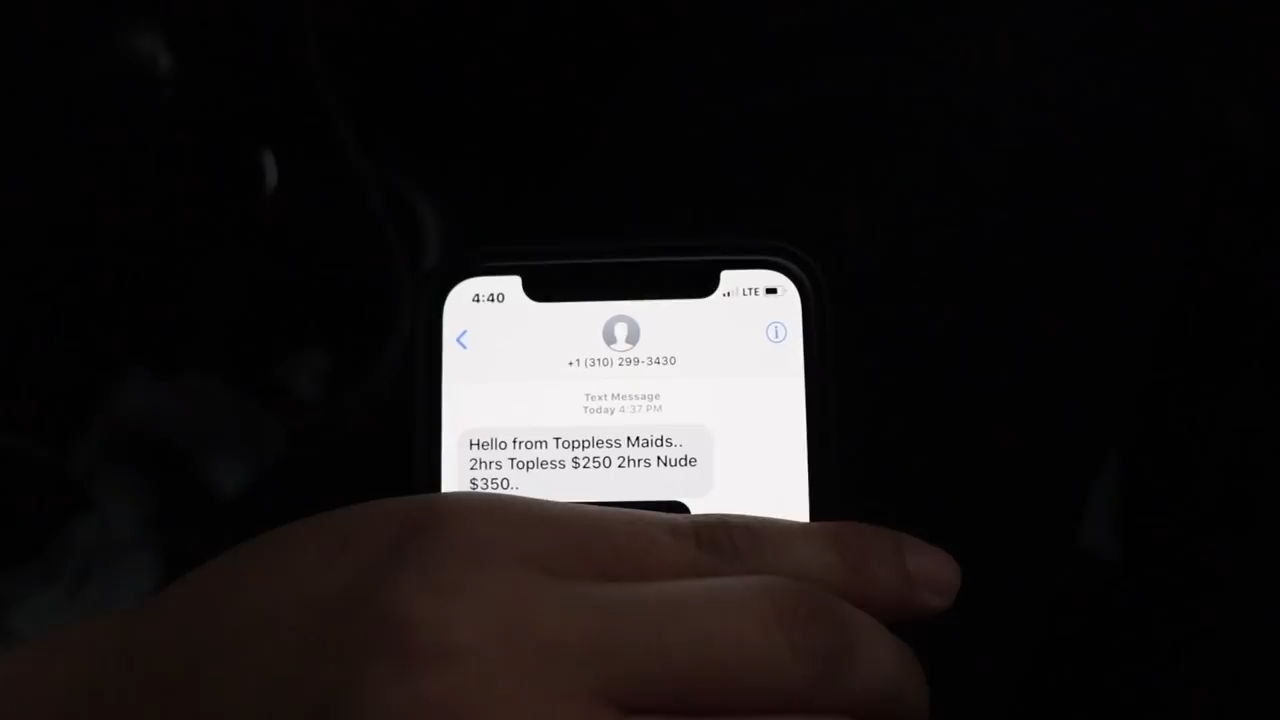 4:40
LTE
+1 (310) 299-3430
Text Message
Today 4:37 PM
Hello from Toppless Maids..
2hrs Topless $250 2hrs Nude
$350..